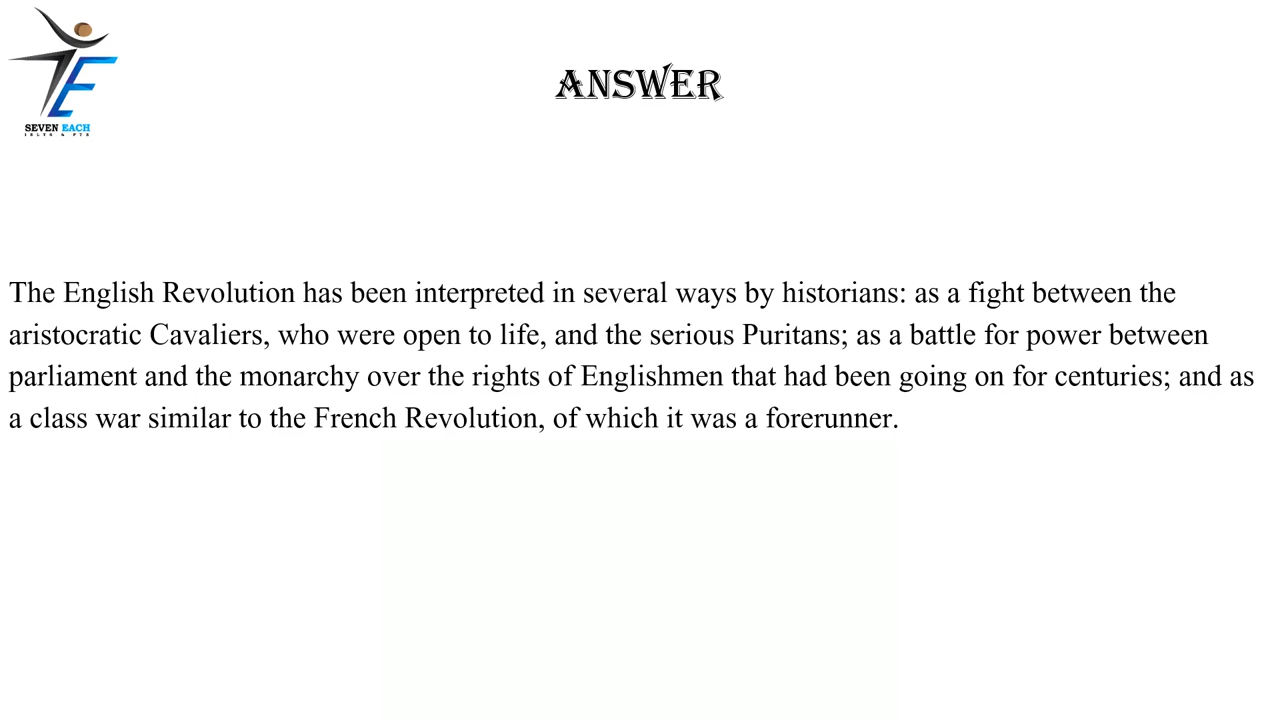 SEVEN EACH
IELTS & PTE
ANSWER
The English Revolution has been interpreted in several ways by historians: as a fight between the
aristocratic Cavaliers, who were open to life, and the serious Puritans; as a battle for power between
parliament and the monarchy over the rights of Englishmen that had been going on for centuries; and as
a class war similar to the French Revolution, of which it was a forerunner.